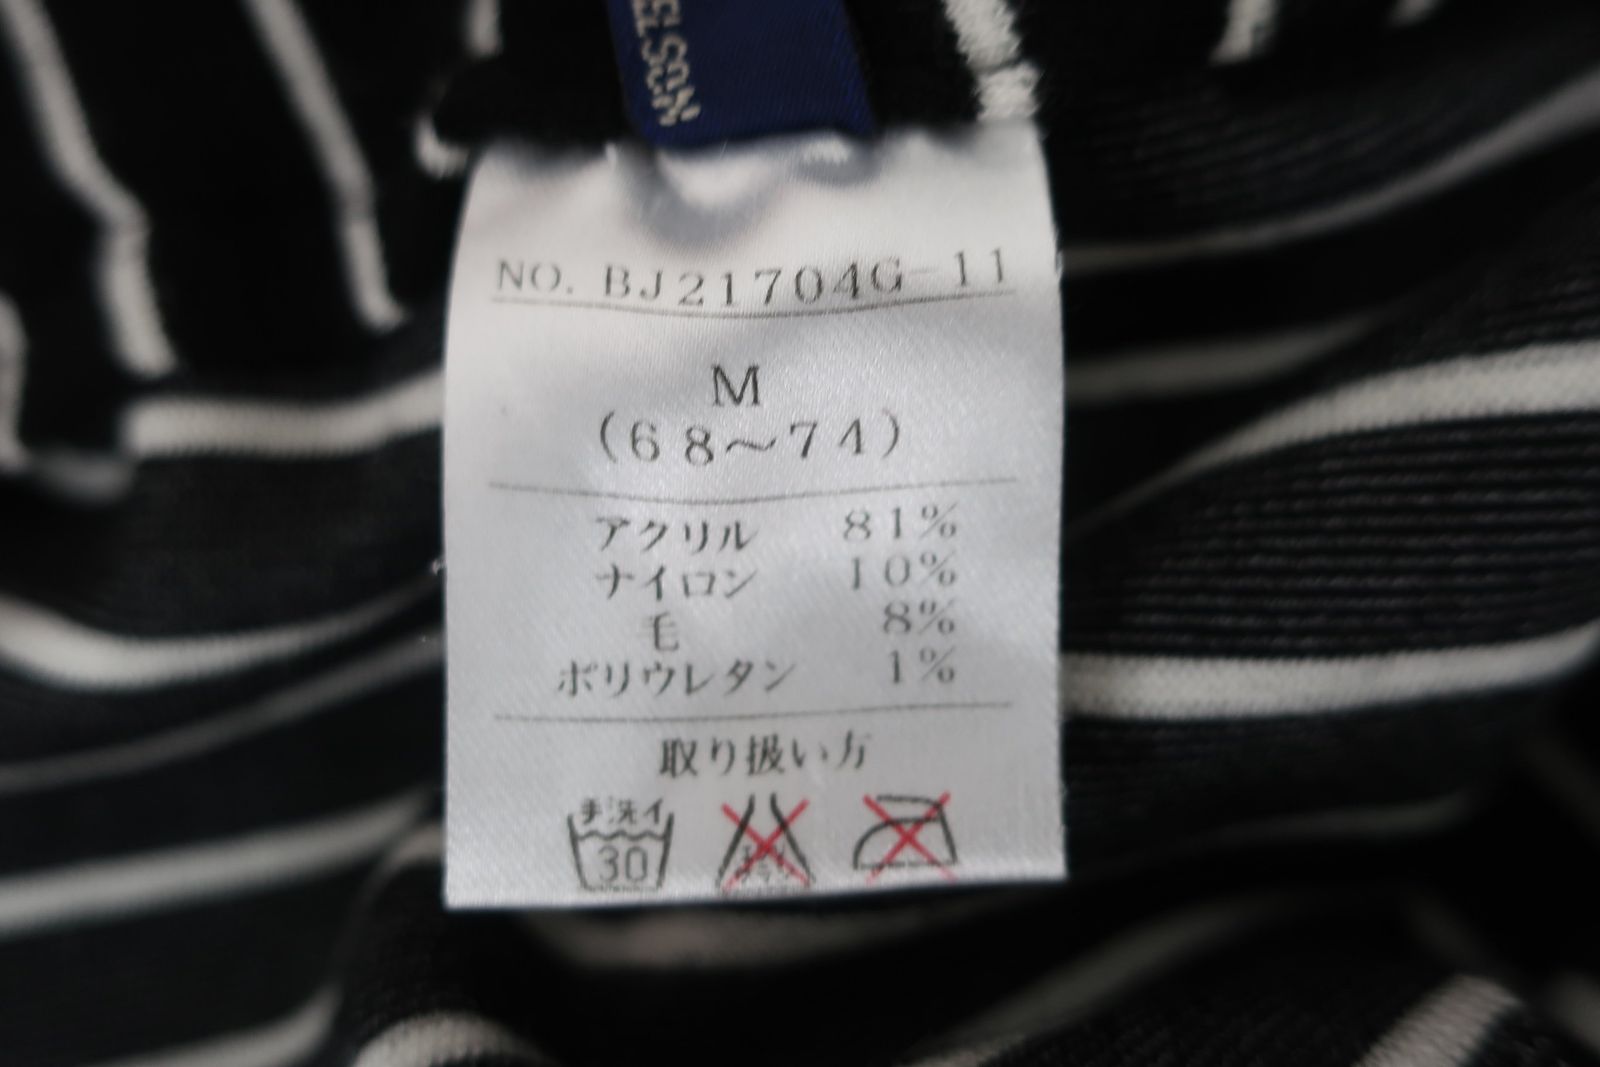 EESON
NO. BJ21704G-11
M
(68～74)
アクリル 81%
ナイロン 10%
毛 8%
ポリウレタン 1%
取り扱い方
手洗イ
30